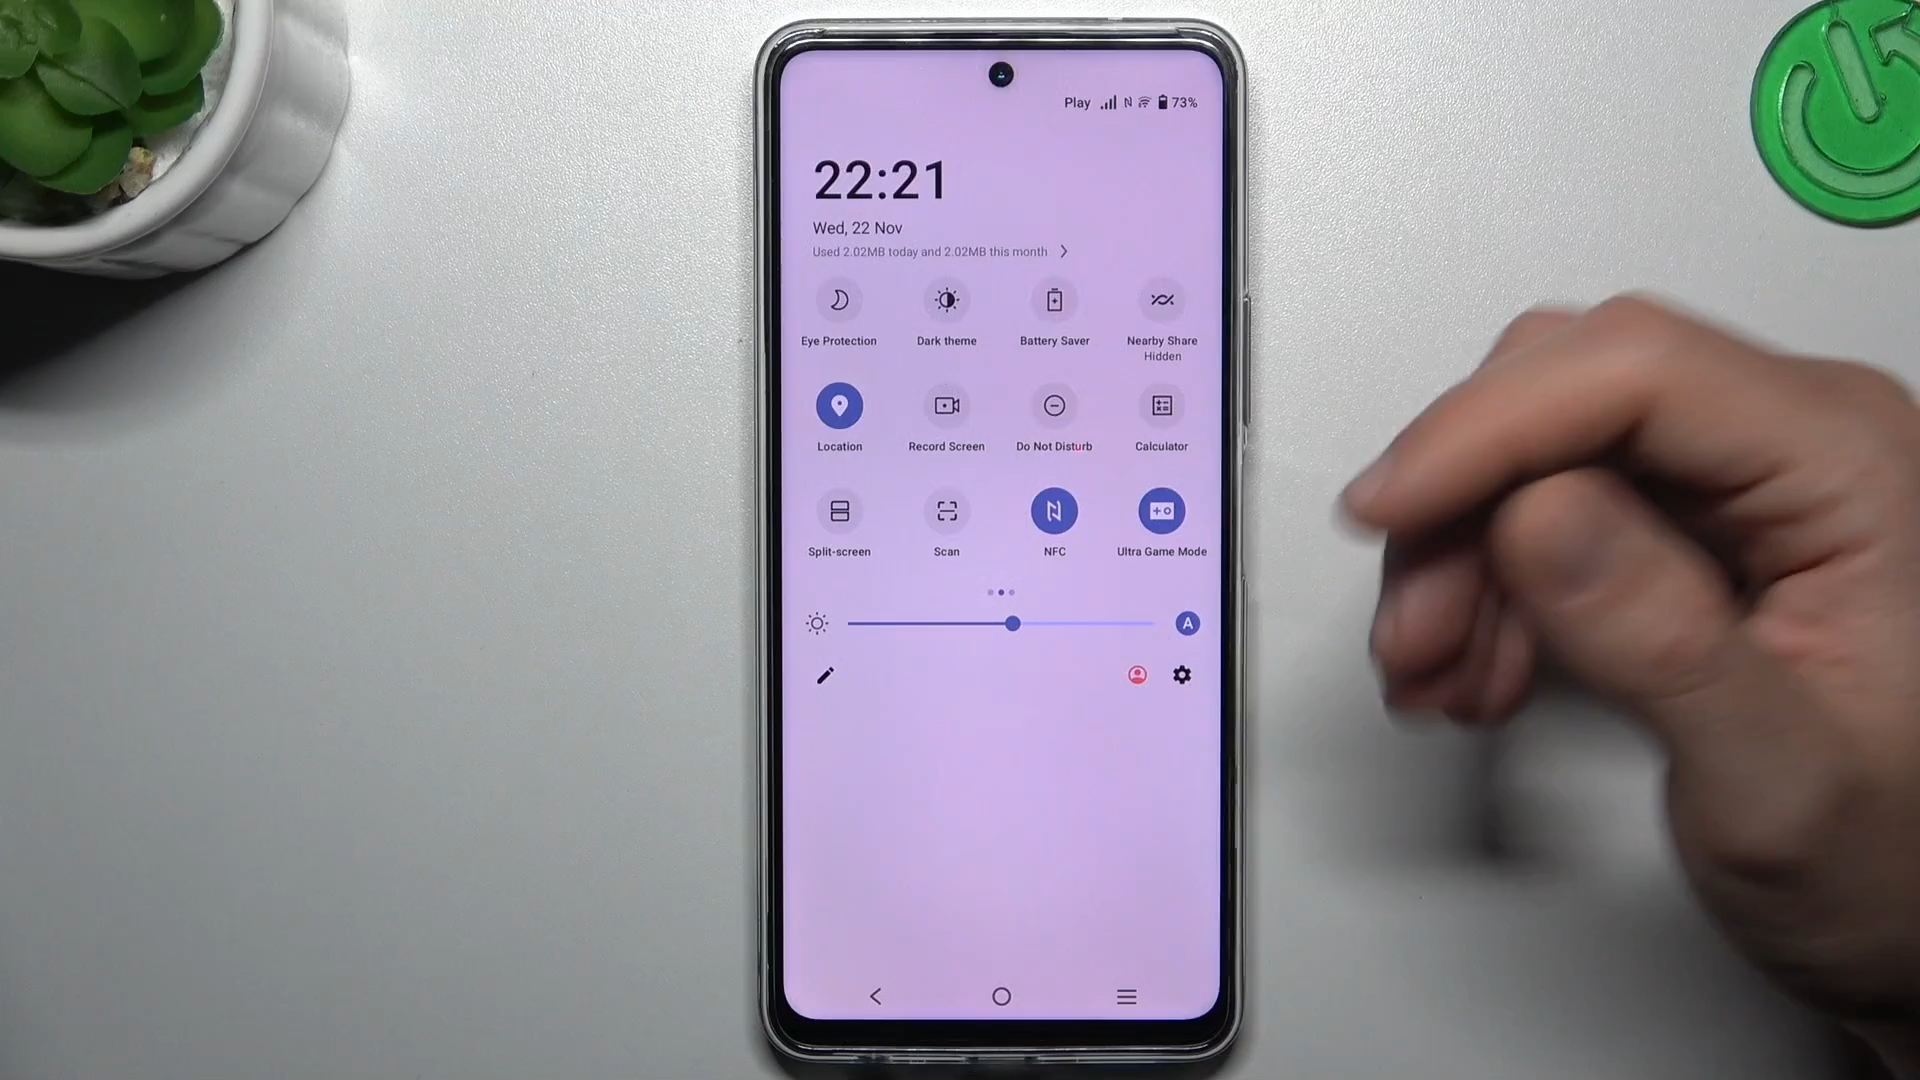 Play 73%
22:21
Wed, 22 Nov
Used 2.02MB today and 2.02MB this month
Eye Protection Dark theme Battery Saver Nearby Share
Hidden
Location Record Screen Do Not Disturb Calculator
Split-screen Scan NFC Ultra Game Mode
A